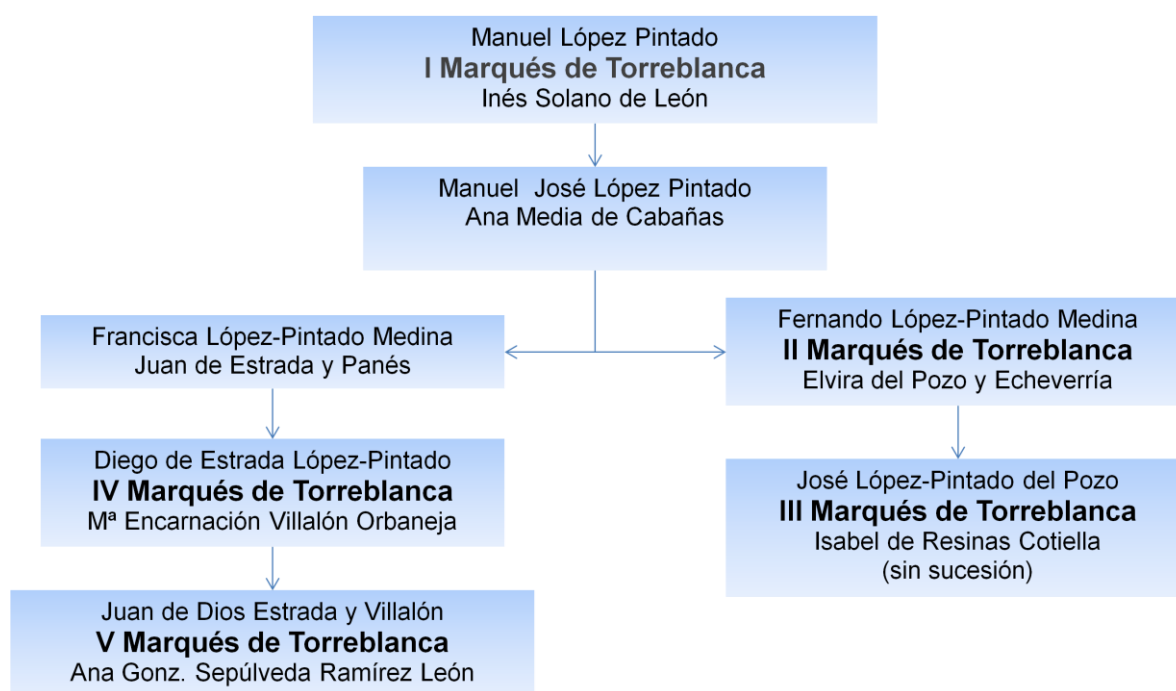 Manuel López Pintado
I Marqués de Torreblanca
Inés Solano de León
Manuel  José López Pintado
Ana Media de Cabañas
Francisca López-Pintado Medina
Juan de Estrada y Panés
Fernando López-Pintado Medina
II Marqués de Torreblanca
Elvira del Pozo y Echeverría
Diego de Estrada López-Pintado
IV Marqués de Torreblanca
Mª Encarnación Villalón Orbaneja
José López-Pintado del Pozo
III Marqués de Torreblanca
Isabel de Resinas Cotiella
(sin sucesión)
Juan de Dios Estrada y Villalón
V Marqués de Torreblanca
Ana Gonz. Sepúlveda Ramírez León